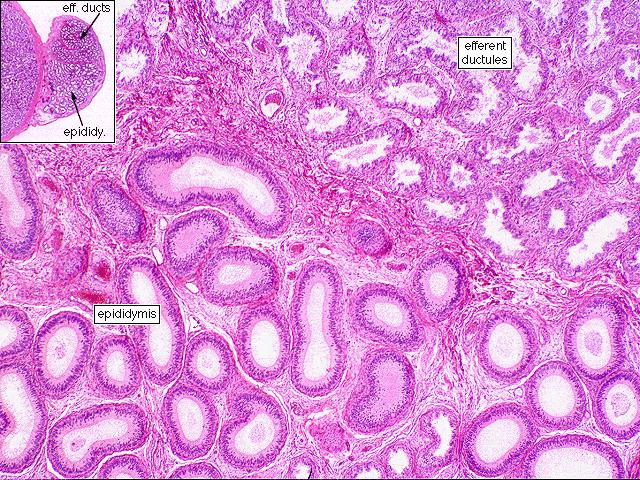 eff. ducts
epididy.
efferent
ductules
epididymis